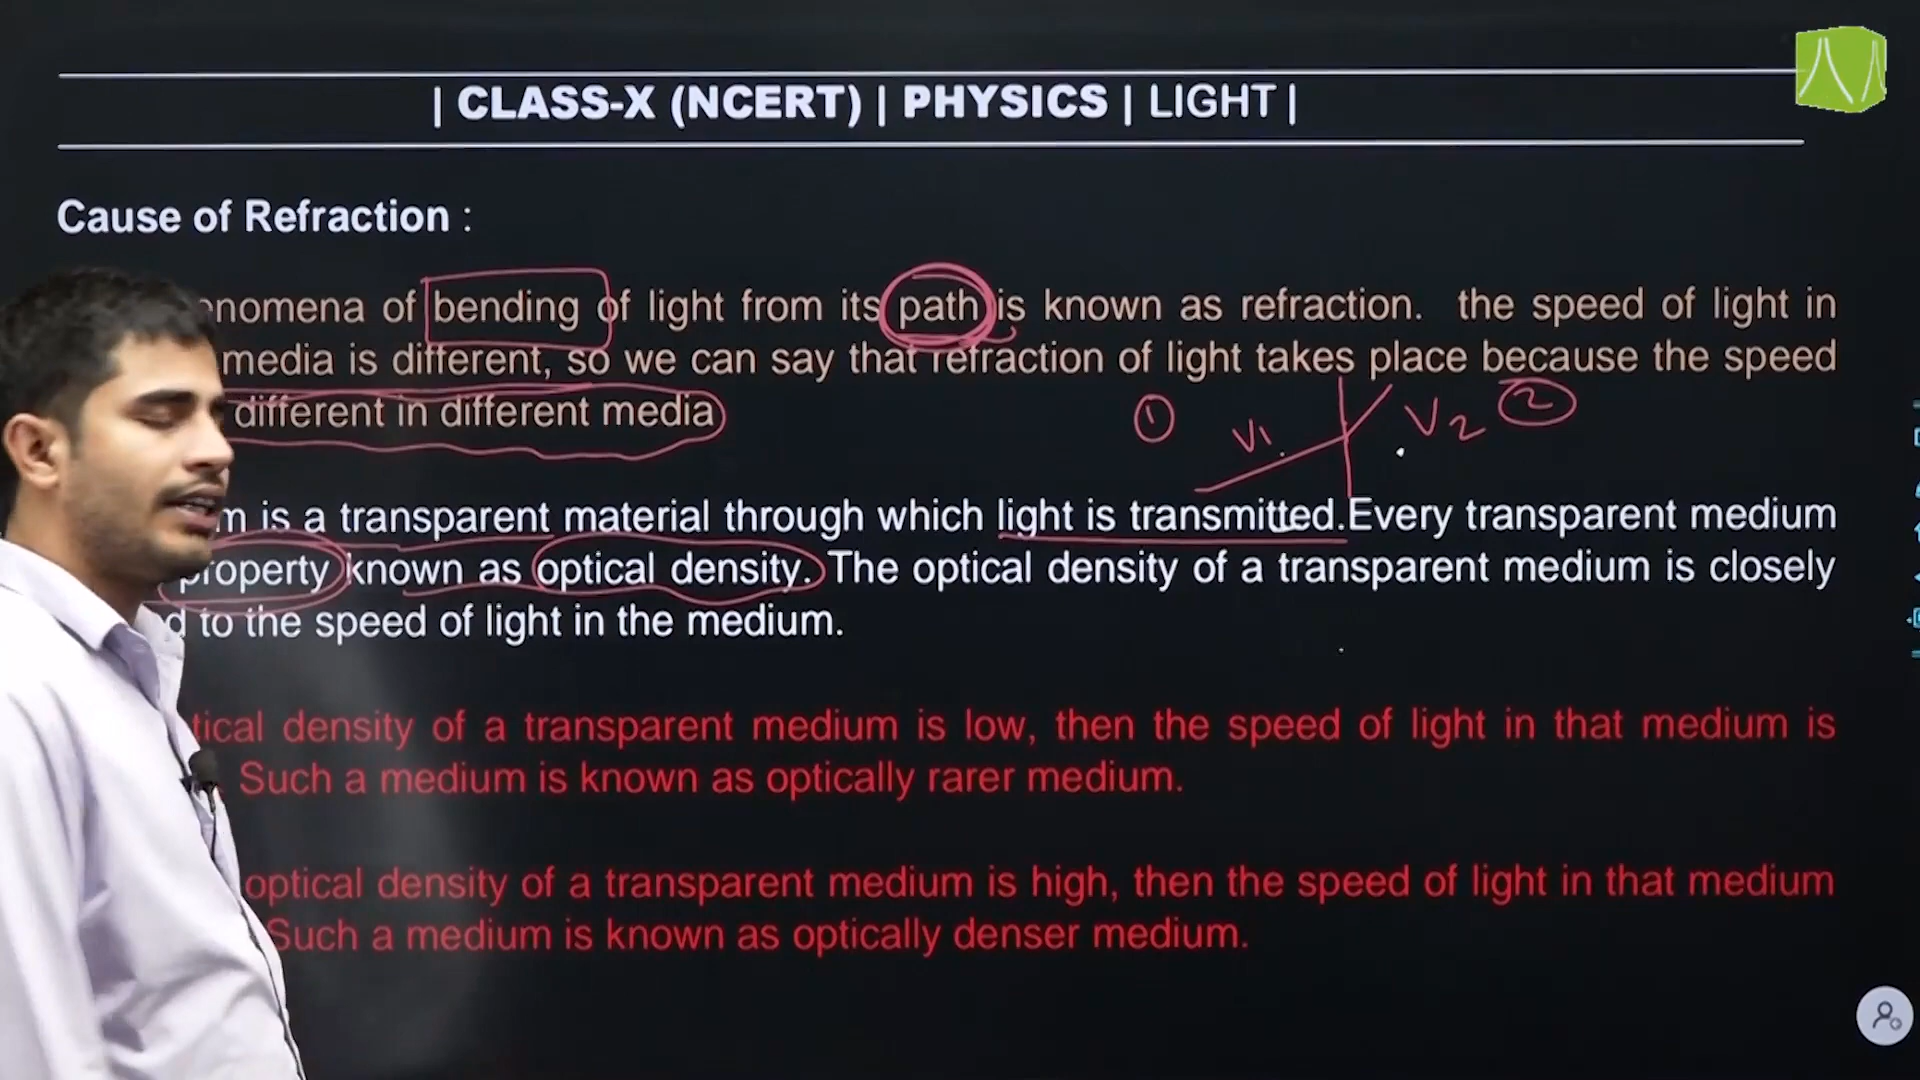 | CLASS-X (NCERT) | PHYSICS | LIGHT |
Cause of Refraction :
of bending of light from its path is known as refraction. the speed of light in
media is different, so we can say that refraction of light takes place because the speed
different in different media
1 V1 V2 2
is a transparent material through which light is transmitted.Every transparent medium
property known as optical density. The optical density of a transparent medium is closely
to the speed of light in the medium.
density of a transparent medium is low, then the speed of light in that medium is
Such a medium is known as optically rarer medium.
optical density of a transparent medium is high, then the speed of light in that medium
Such a medium is known as optically denser medium.